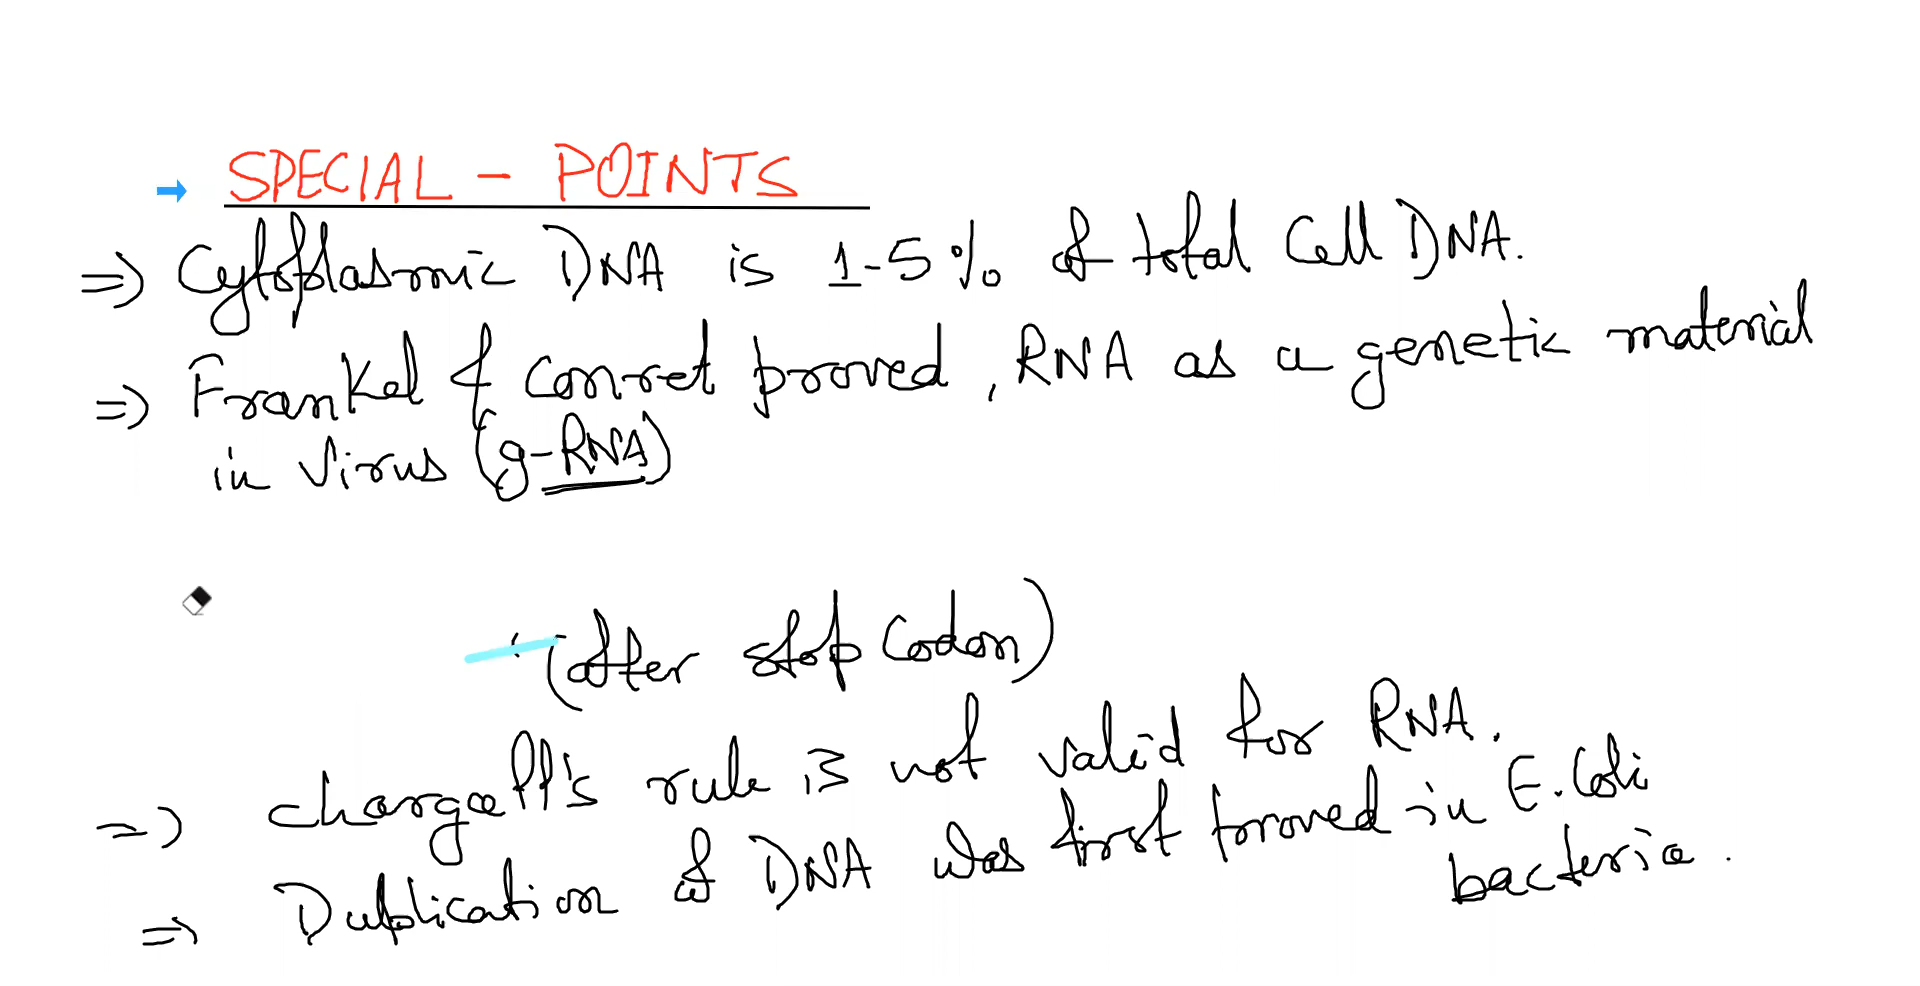 SPECIAL - POINTS
⇒ Cytoplasmic DNA is 1-5% of total Cell DNA.
⇒ Frankel & conret proved, RNA as a genetic material
in virus (g-RNA)
(after stop Codon)
⇒ chargaff's rule is not valid for RNA.
⇒ Duplication of DNA was first proved in E. Coli
bacteria.